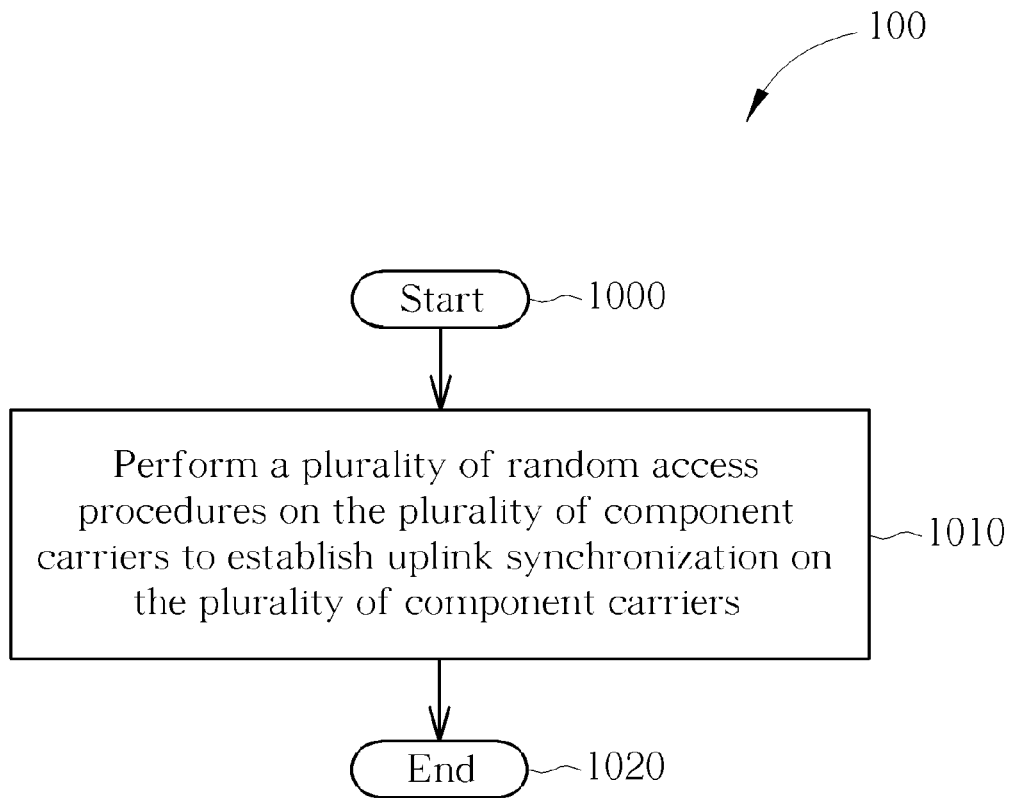 100
Start
1000
Perform a plurality of random access
procedures on the plurality of component
carriers to establish uplink synchronization on
the plurality of component carriers
1010
End
1020